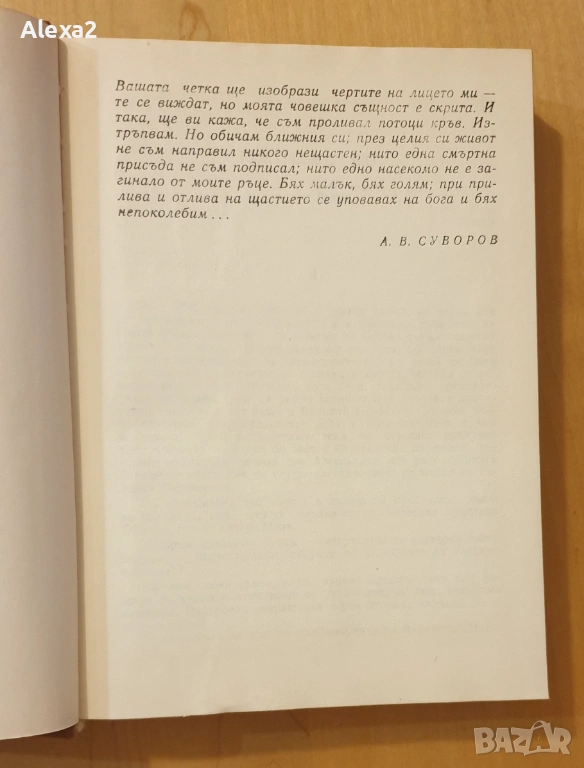 Alexa2
Вашата четка ще изобрази чертите на лицето ми —
те се виждат, но моята човешка същност е скрита. И
така, ще ви кажа, че съм проливал потоци кръв. Из-
тръпвам. Но обичам ближния си; през целия си живот
не съм направил никого нещастен; нито една смъртна
присъда не съм подписал; нито едно насекомо не е за-
гинало от моите ръце. Бях малък, бях голям; при при-
лива и отлива на щастието се уповавах на бога и бях
непоколебим . . .
А. В. СУВОРОВ
BAZAR